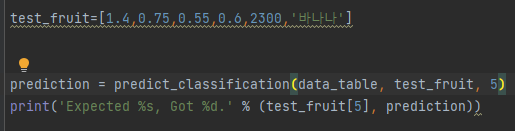 test_fruit=[1.4,0.75,0.55,0.6,2300,'바나나']
prediction = predict_classification(data_table, test_fruit, 5)
print('Expected %s, Got %d.' % (test_fruit[5], prediction))